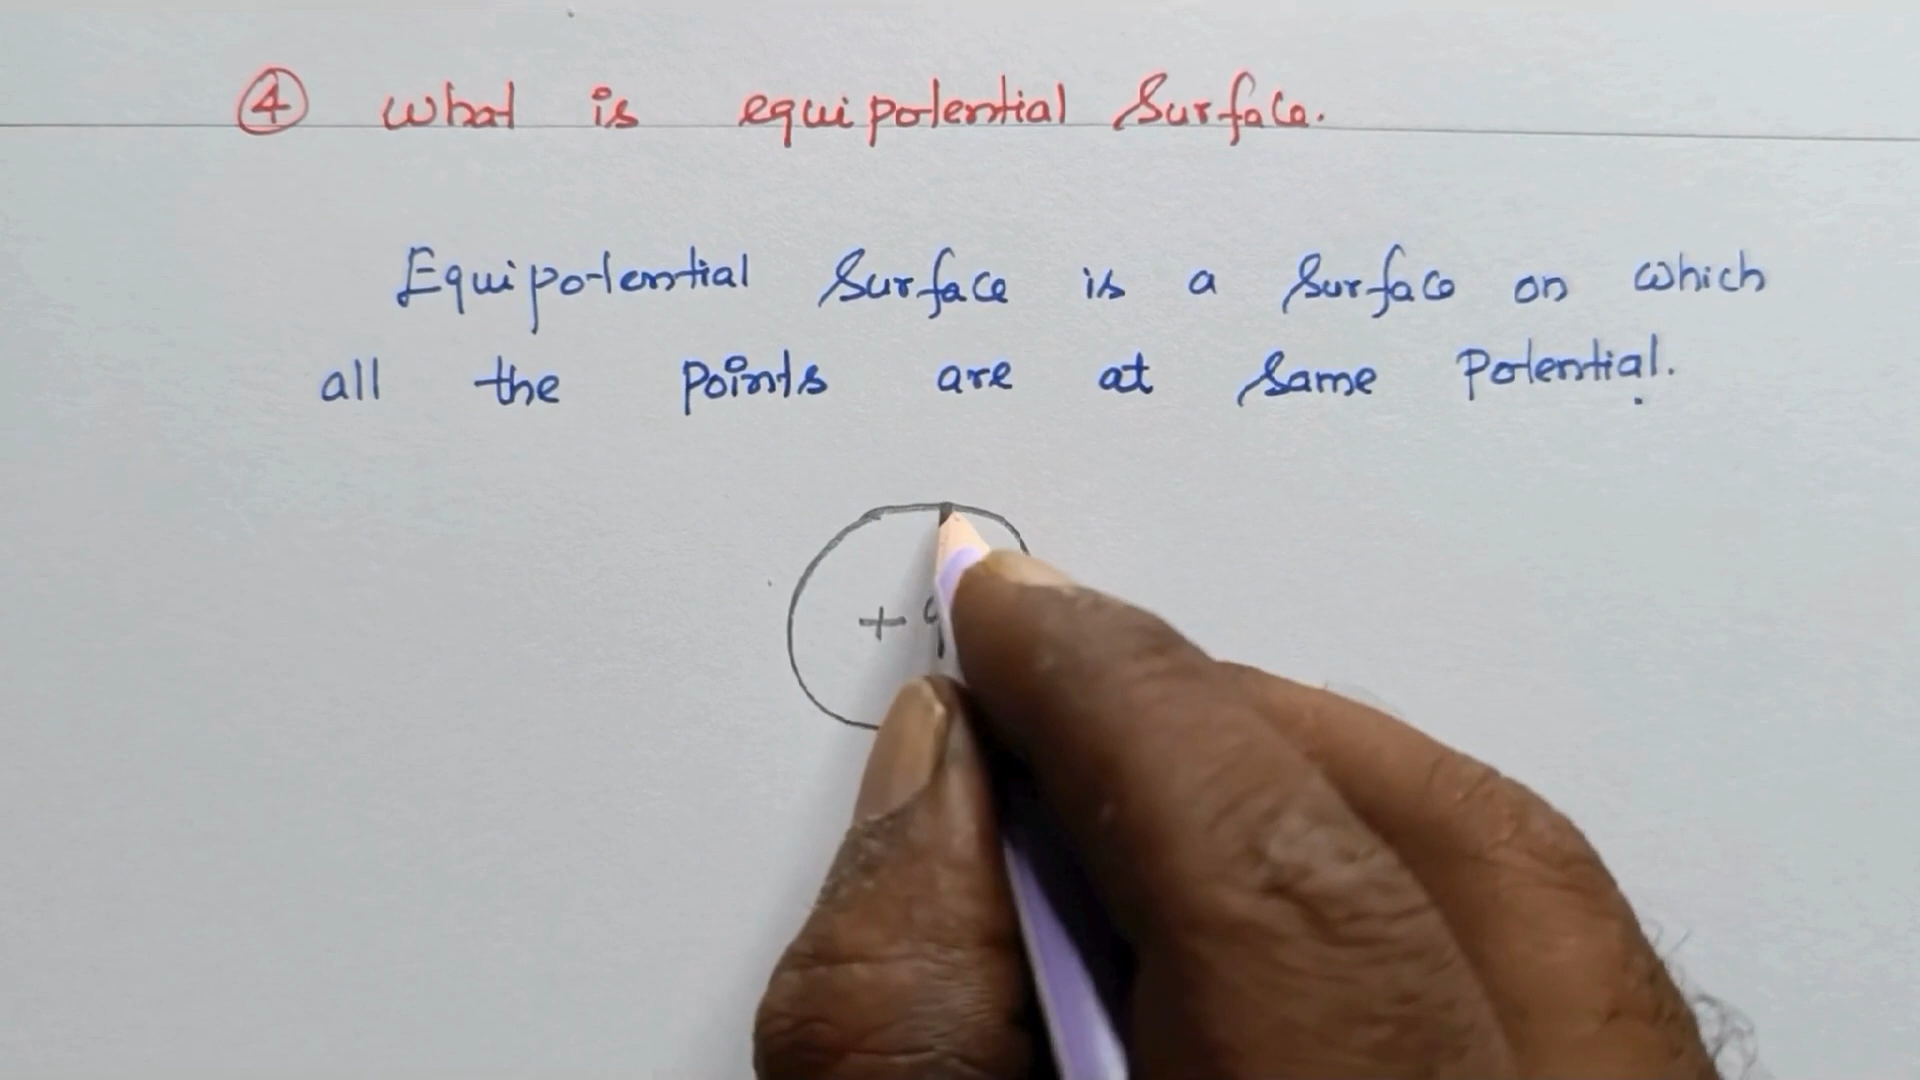 ④ What is equipotential Surface.
Equipotential Surface is a Surface on which
all the points are at same Potential.
+ q